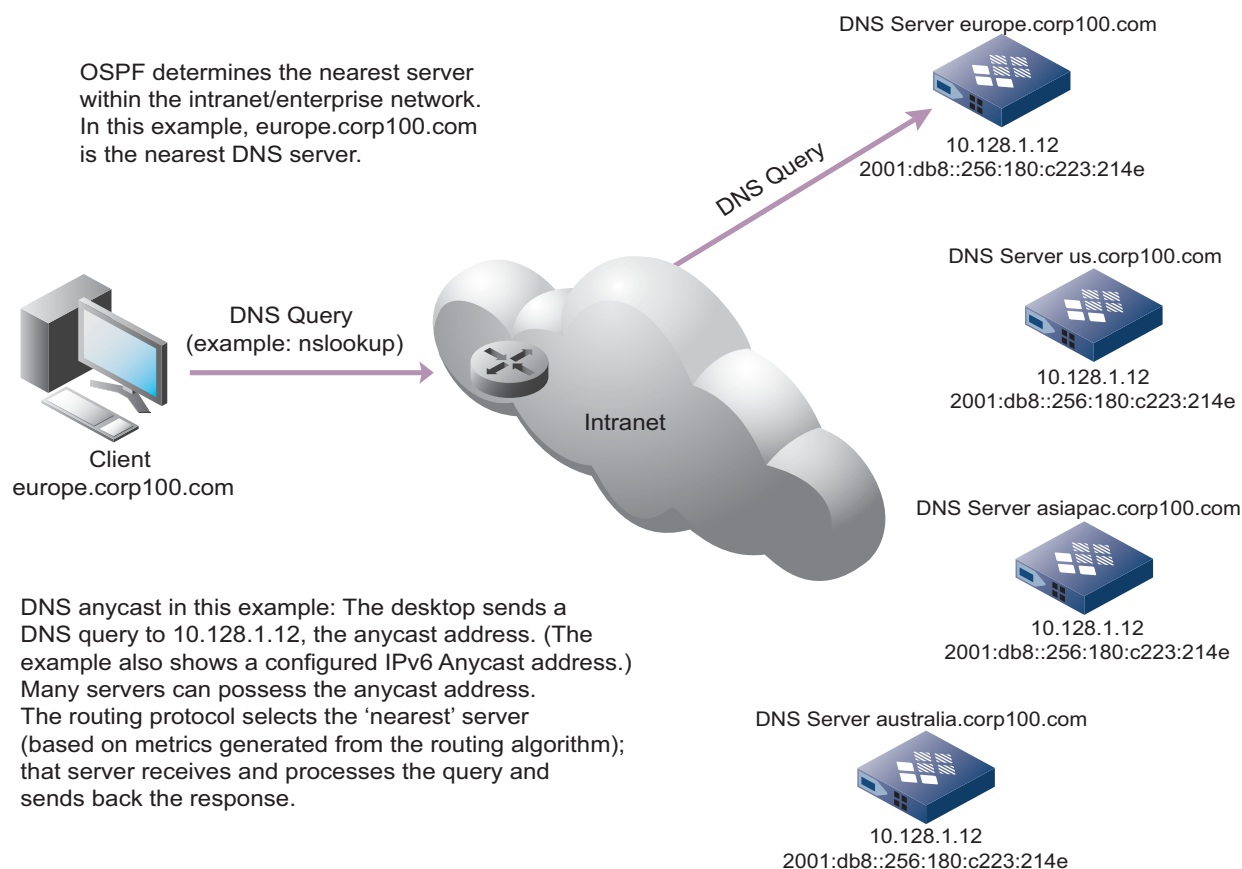 DNS Server europe.corp100.com
OSPF determines the nearest server
within the intranet/enterprise network.
In this example, europe.corp100.com
is the nearest DNS server.
10.128.1.12
2001:db8::256:180:c223:214e
DNS Query
DNS Server us.corp100.com
10.128.1.12
2001:db8::256:180:c223:214e
DNS Query
(example: nslookup)
Intranet
Client
europe.corp100.com
DNS Server asiapac.corp100.com
10.128.1.12
2001:db8::256:180:c223:214e
DNS anycast in this example: The desktop sends a
DNS query to 10.128.1.12, the anycast address. (The
example also shows a configured IPv6 Anycast address.)
Many servers can possess the anycast address.
The routing protocol selects the ‘nearest’ server
(based on metrics generated from the routing algorithm);
that server receives and processes the query and
sends back the response.
DNS Server australia.corp100.com
10.128.1.12
2001:db8::256:180:c223:214e